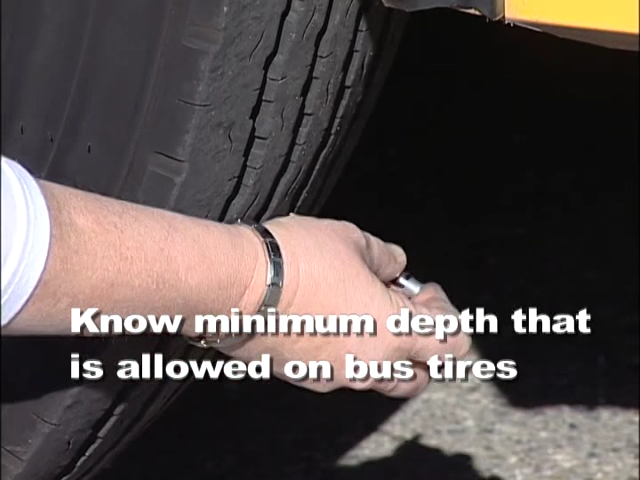 Know minimum depth that
is allowed on bus tires